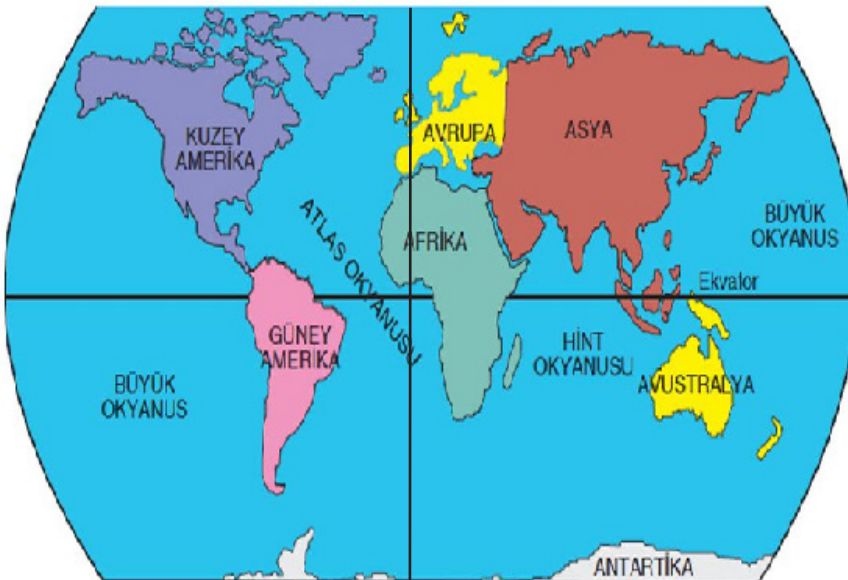 KUZEY
AMERİKA
AVRUPA
ASYA
ATLAS OKYANUSU
AFRİKA
BÜYÜK
OKYANUS
Ekvator
GÜNEY
AMERİKA
HİNT
OKYANUSU
BÜYÜK
OKYANUS
AVUSTRALYA
ANTARTİKA